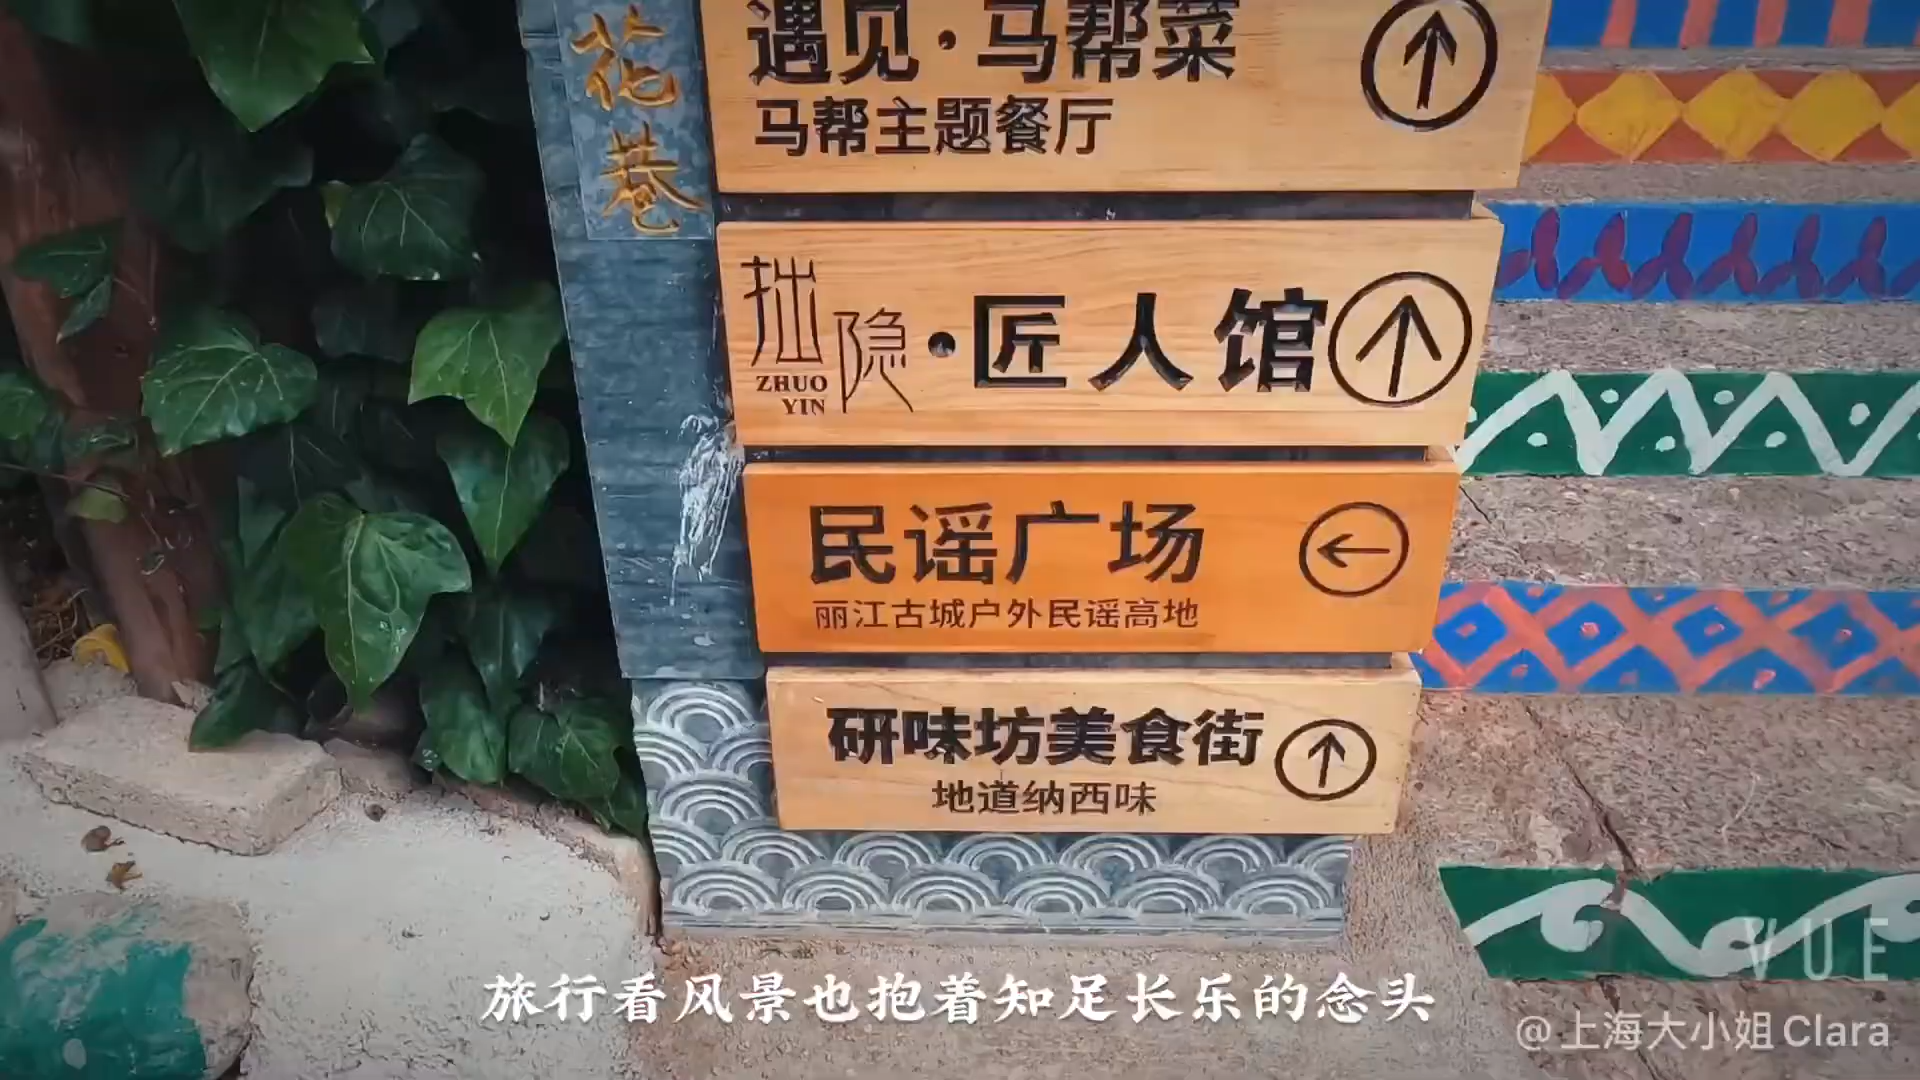 花巷
遇见·马帮菜
马帮主题餐厅
拙隐·匠人馆
ZHUO
YIN
民谣广场
丽江古城户外民谣高地
研味坊美食街
地道纳西味
旅行看风景也抱着知足长乐的念头
VUE
@上海大小姐Clara